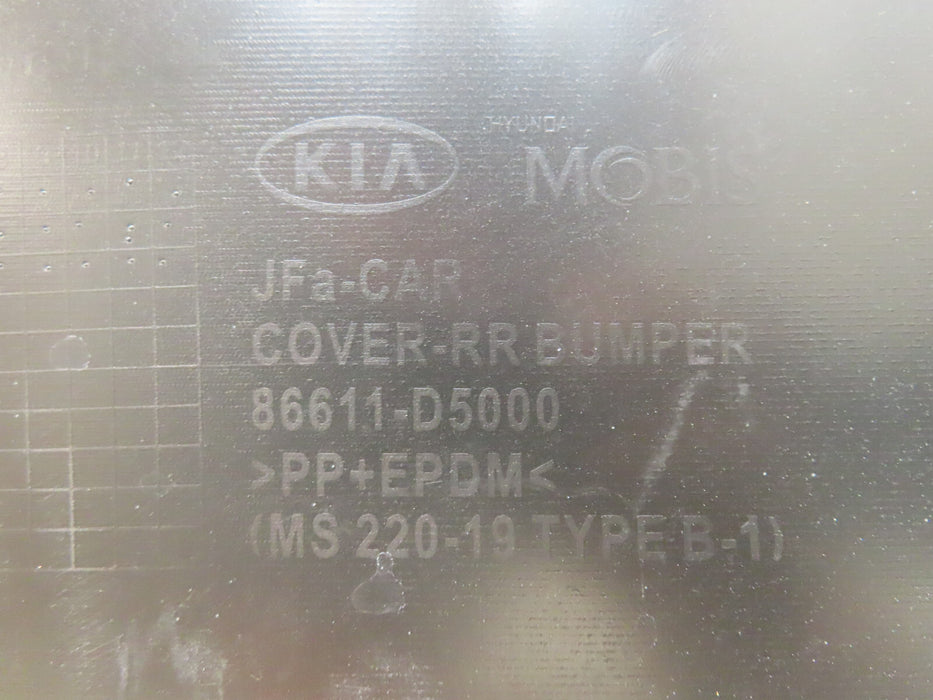 KIA
HYUNDAI
MOBIS
JFa-CAR
COVER-RR BUMPER
86611-D5000
>PP+EPDM<
(MS 220-19 TYPE B-1)